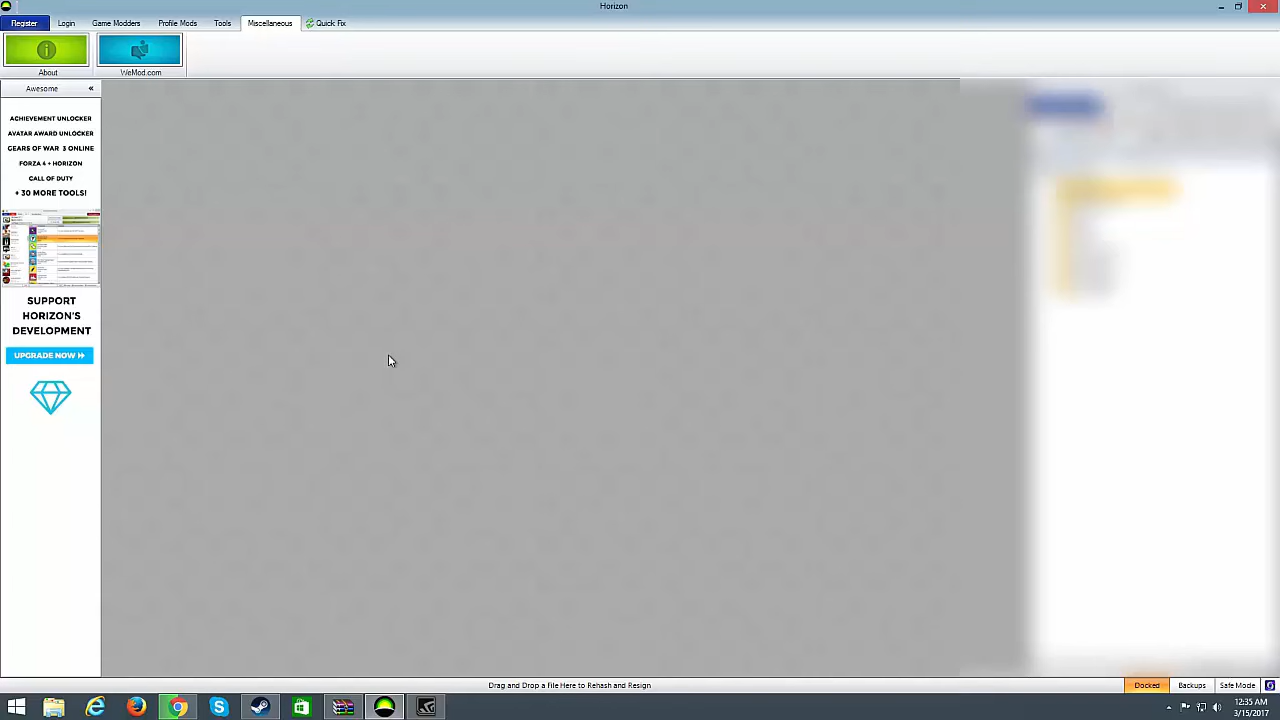 Horizon
Register Login Game Modders Profile Mods Tools Miscellaneous Quick Fix
About WeMod.com
Awesome «
ACHIEVEMENT UNLOCKER
AVATAR AWARD UNLOCKER
GEARS OF WAR 3 ONLINE
FORZA 4 + HORIZON
CALL OF DUTY
+ 30 MORE TOOLS!
SUPPORT
HORIZON'S
DEVELOPMENT
UPGRADE NOW
Drag and Drop a File Here to Rehash and Resign
Docked Backups Safe Mode
12:35 AM
3/15/2017